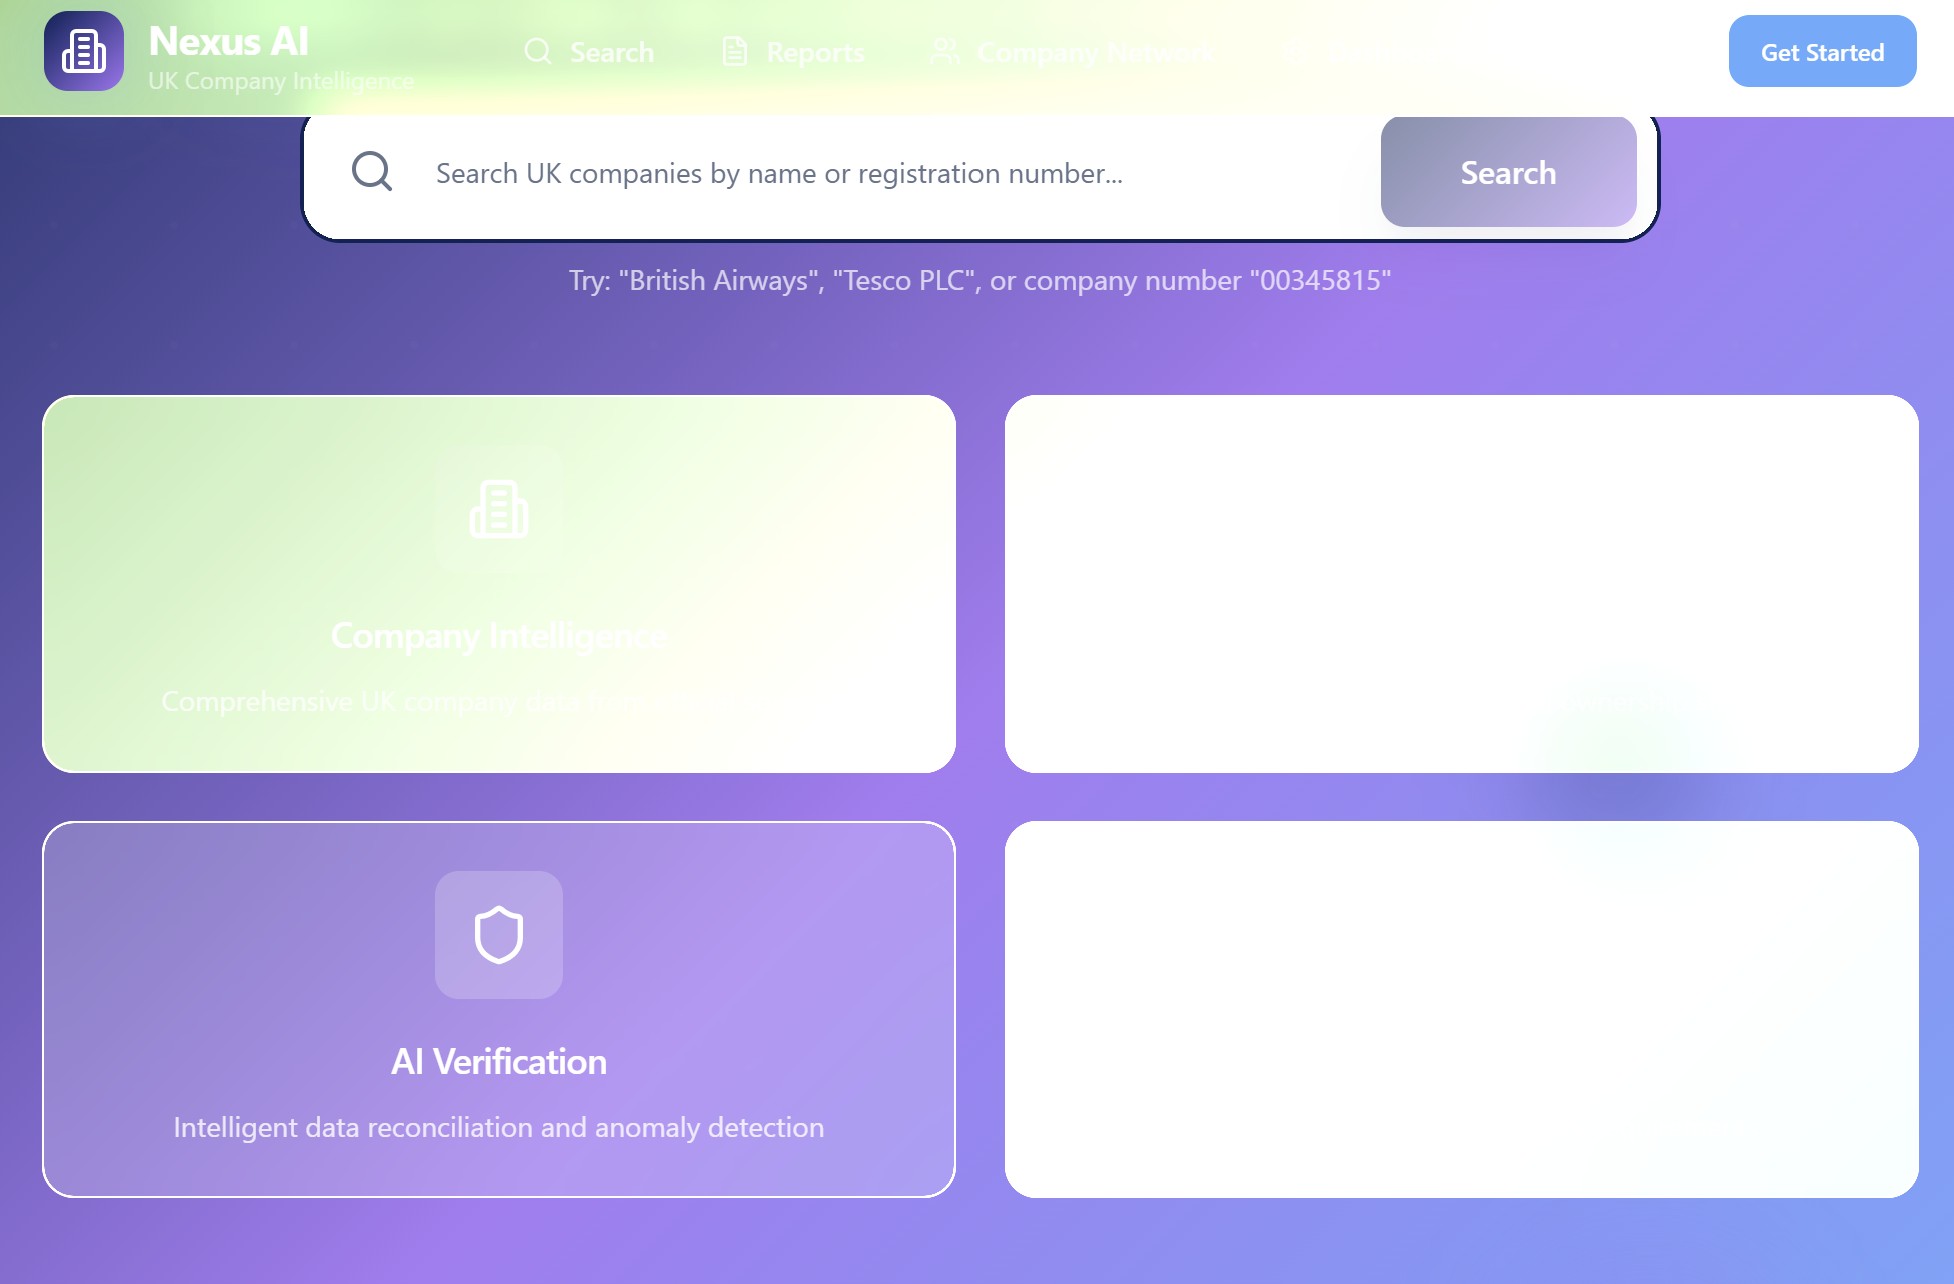 Nexus AI
UK Company Intelligence
Search
Reports
Company Network
Get Started
Search UK companies by name or registration number...
Search
Try: "British Airways", "Tesco PLC", or company number "00345815"
Company Intelligence
Comprehensive UK company data from
AI Verification
Intelligent data reconciliation and anomaly detection